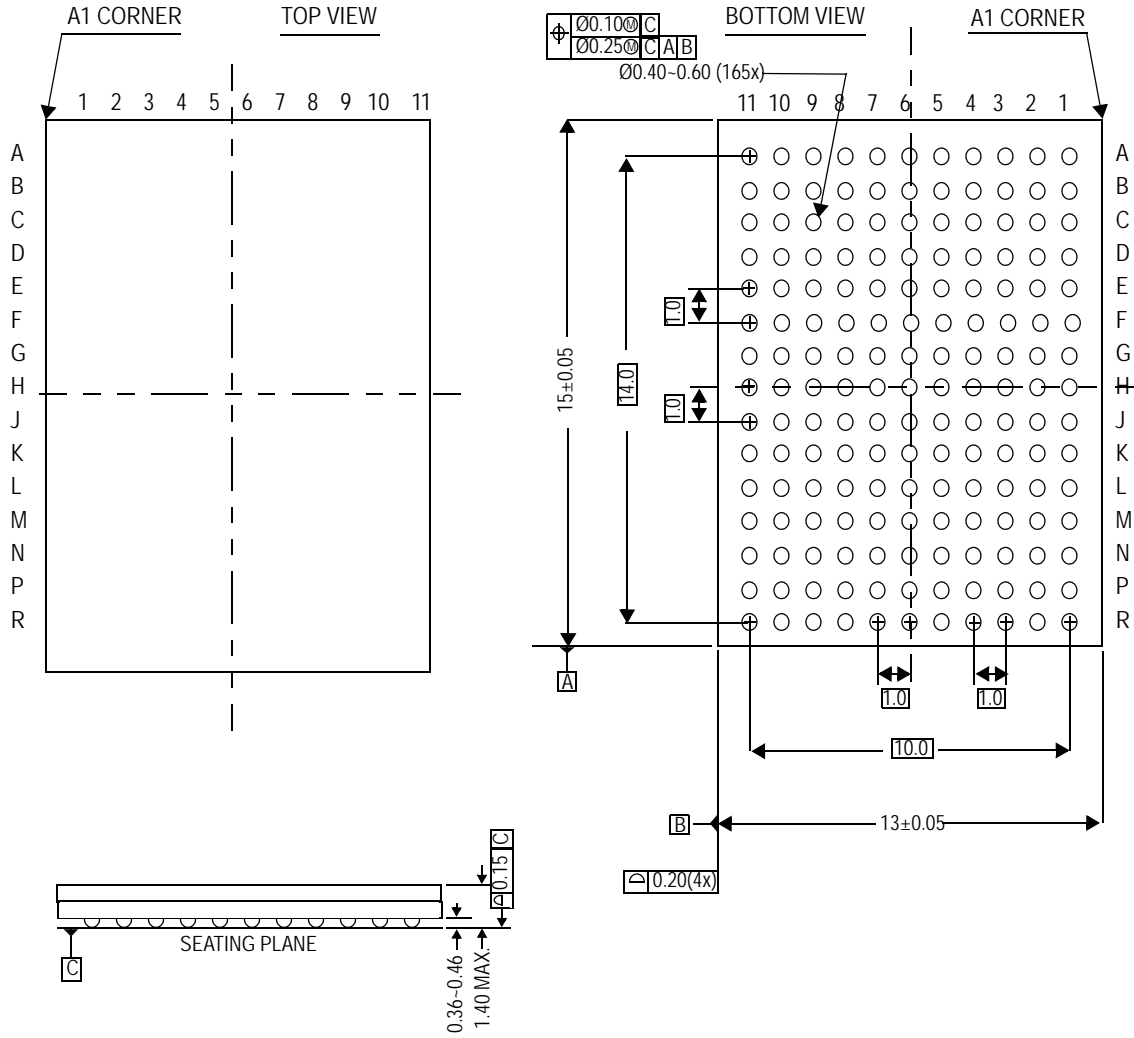 A1 CORNER
TOP VIEW
1 2 3 4 5 6 7 8 9 10 11
A
B
C
D
E
F
G
H
J
K
L
M
N
P
R
Ø0.10Ⓜ C
Ø0.25Ⓜ C A B
Ø0.40~0.60 (165x)
BOTTOM VIEW
A1 CORNER
11 10 9 8 7 6 5 4 3 2 1
A
B
C
D
E
F
G
H
J
K
L
M
N
P
R
1.0
1.0
14.0
15±0.05
A
1.0
1.0
10.0
B
13±0.05
0.20(4x)
0.15 C
SEATING PLANE
C
0.36~0.46
1.40 MAX.